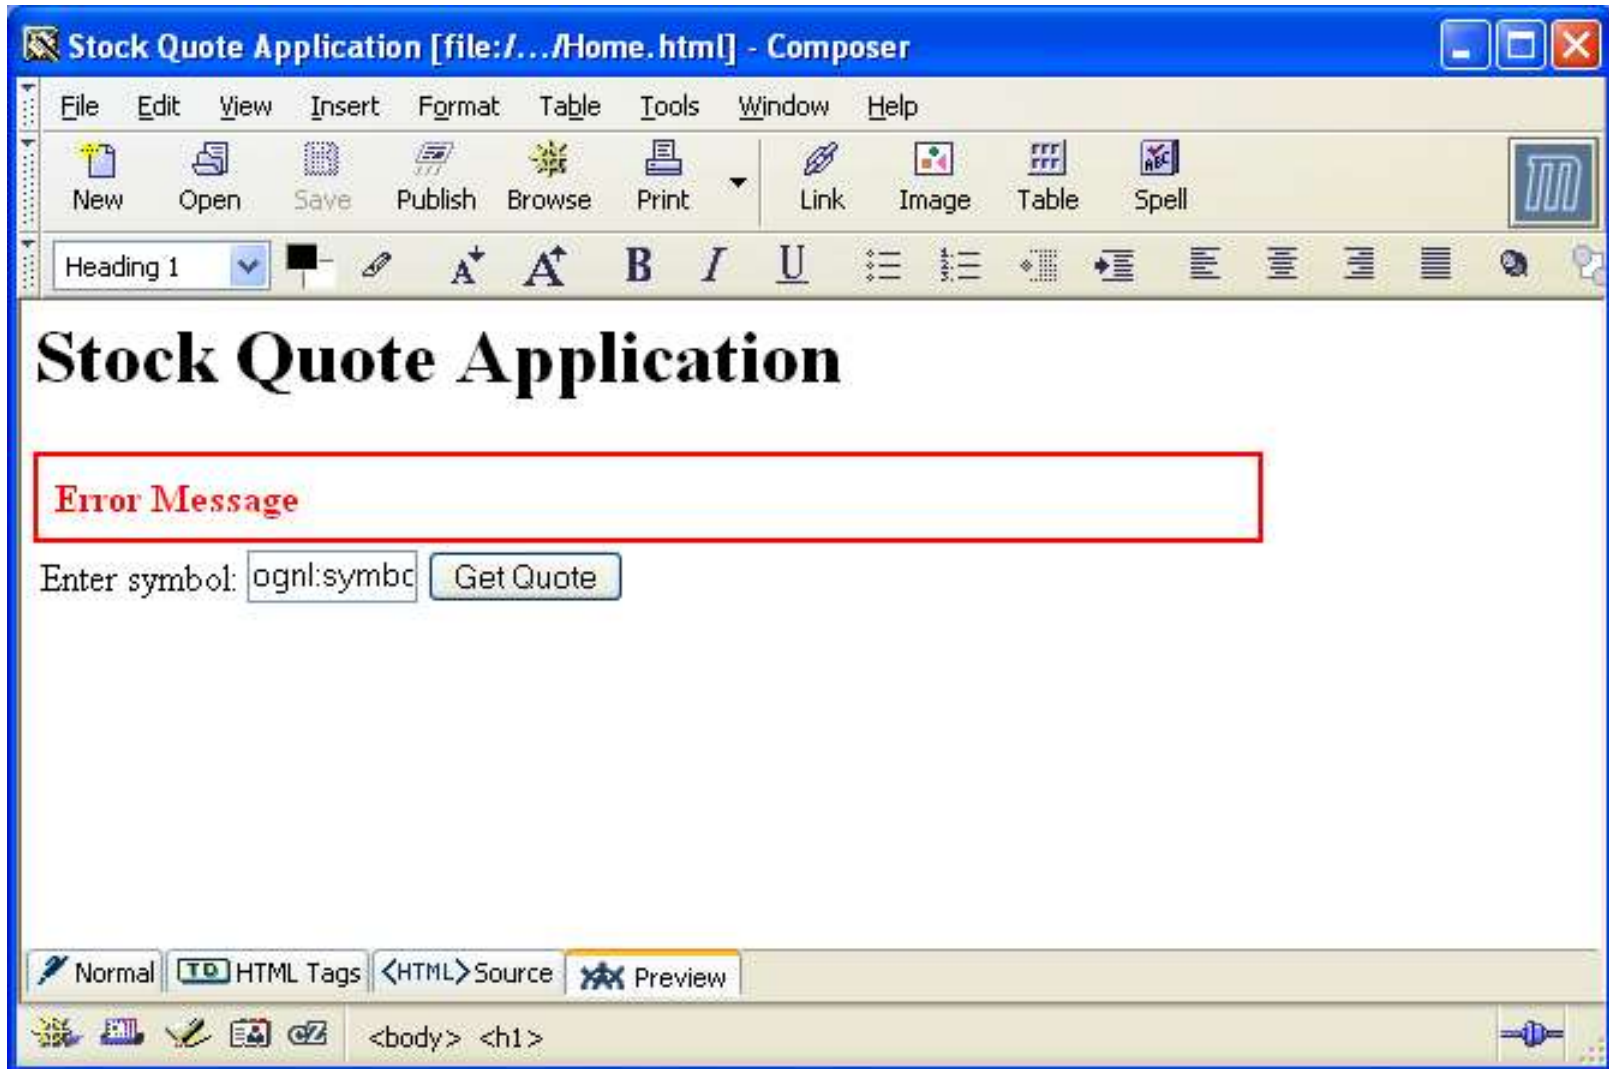 Stock Quote Application [file:/.../Home.html] - Composer
File Edit View Insert Format Table Tools Window Help
New Open Save Publish Browse Print Link Image Table Spell
Heading 1 B I U
Stock Quote Application
Error Message
Enter symbol: ognl:symbo Get Quote
Normal TD HTML Tags <HTML> Source Preview
<body> <h1>